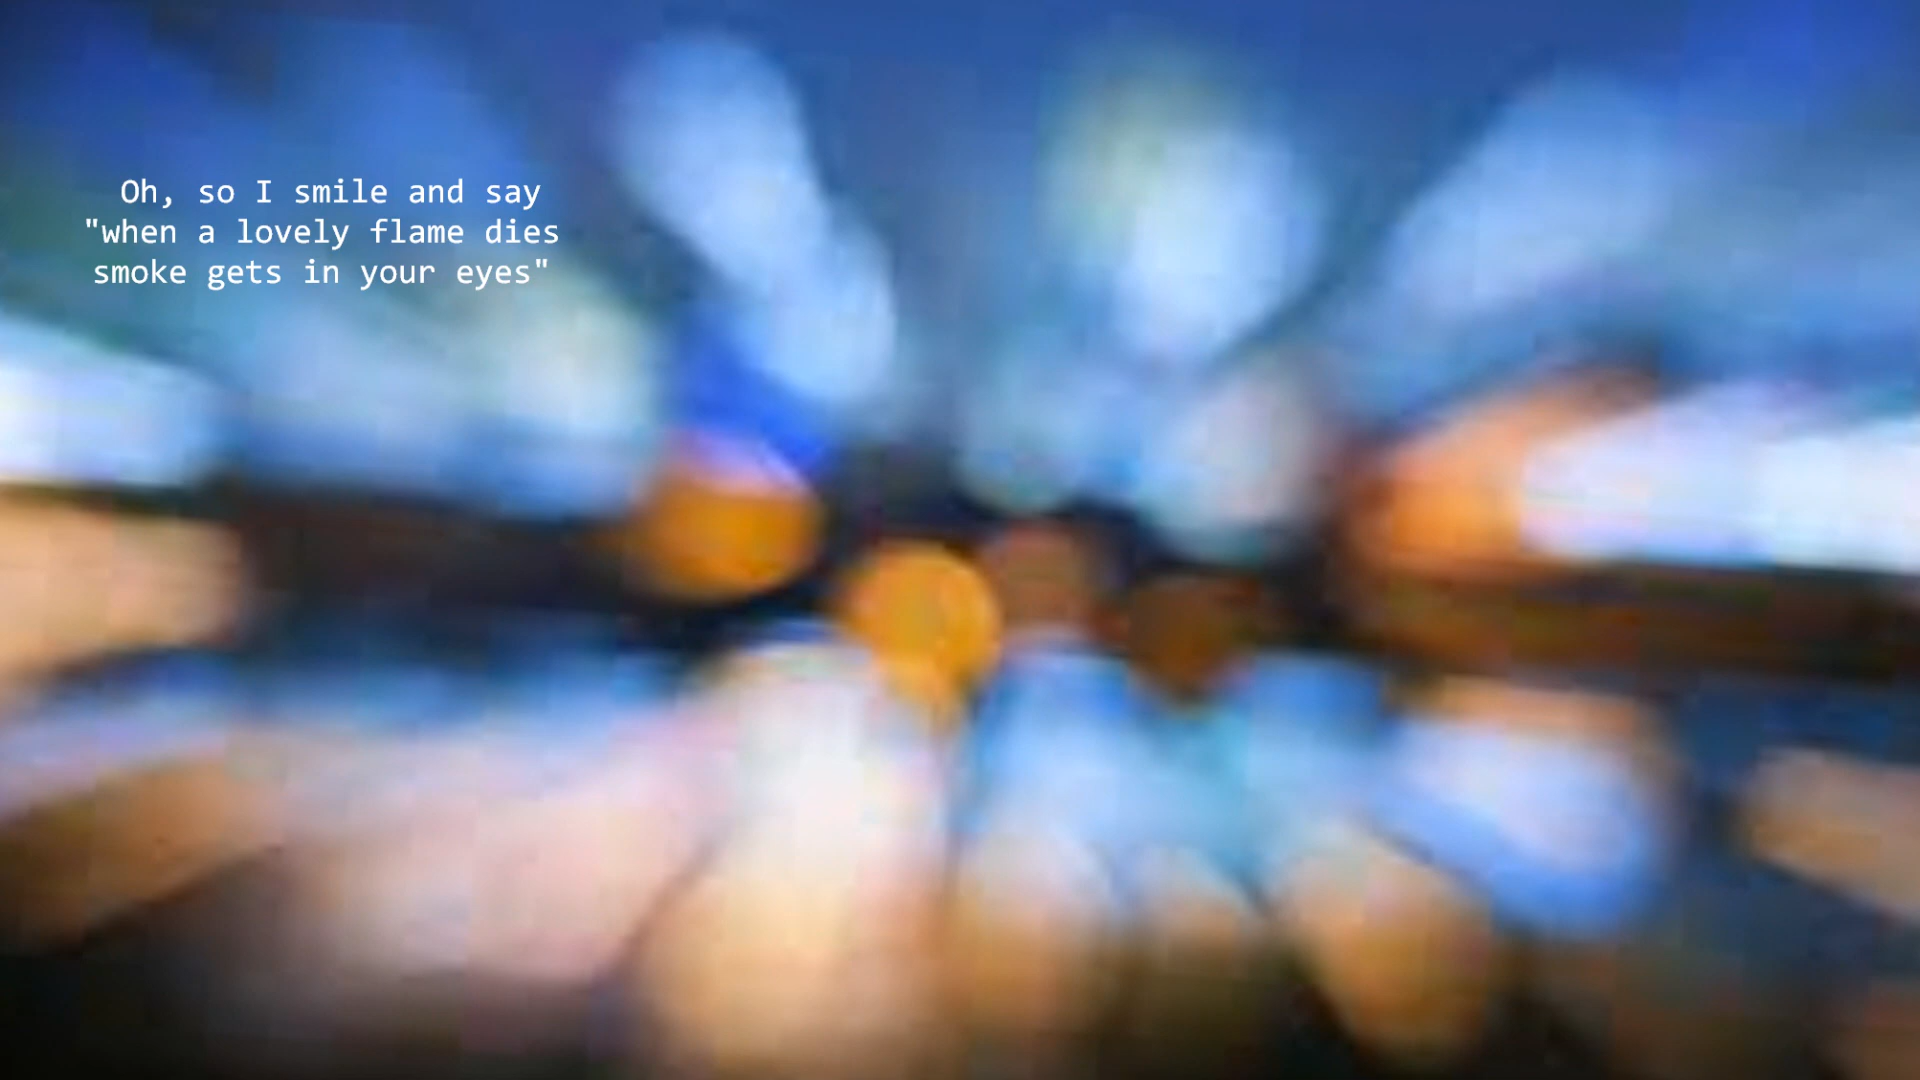 Oh, so I smile and say
"when a lovely flame dies
smoke gets in your eyes"